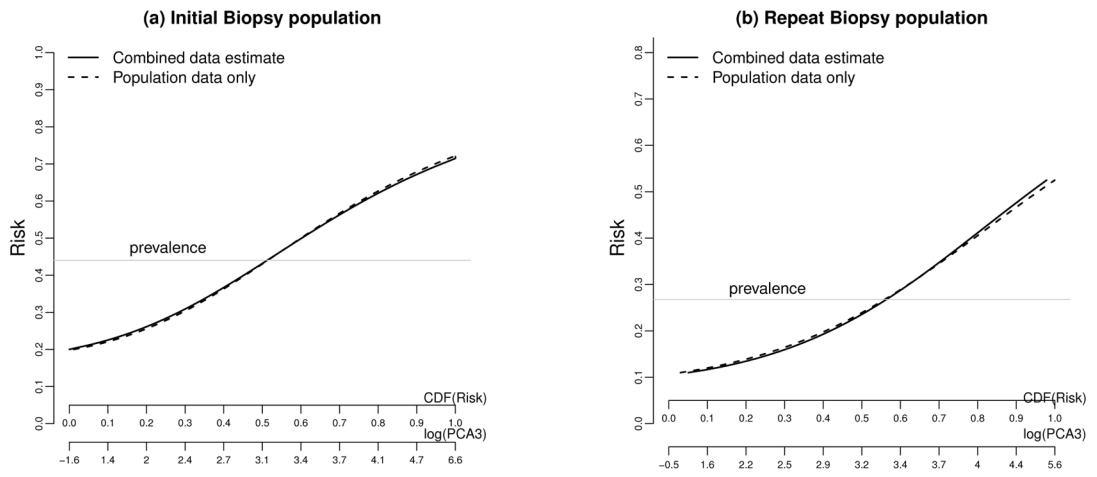 (a) Initial Biopsy population
Combined data estimate
Population data only
Risk
0.0 0.1 0.2 0.3 0.4 0.5 0.6 0.7 0.8 0.9 1.0
prevalence
CDF(Risk)
0.0 0.1 0.2 0.3 0.4 0.5 0.6 0.7 0.8 0.9 1.0
log(PCA3)
−1.6 1.4 2 2.4 2.7 3.1 3.4 3.7 4.1 4.7 6.6
(b) Repeat Biopsy population
Combined data estimate
Population data only
Risk
0.0 0.1 0.2 0.3 0.4 0.5 0.6 0.7 0.8
prevalence
CDF(Risk)
0.0 0.1 0.2 0.3 0.4 0.5 0.6 0.7 0.8 0.9 1.0
log(PCA3)
−0.5 1.6 2.2 2.5 2.9 3.2 3.4 3.7 4 4.4 5.6